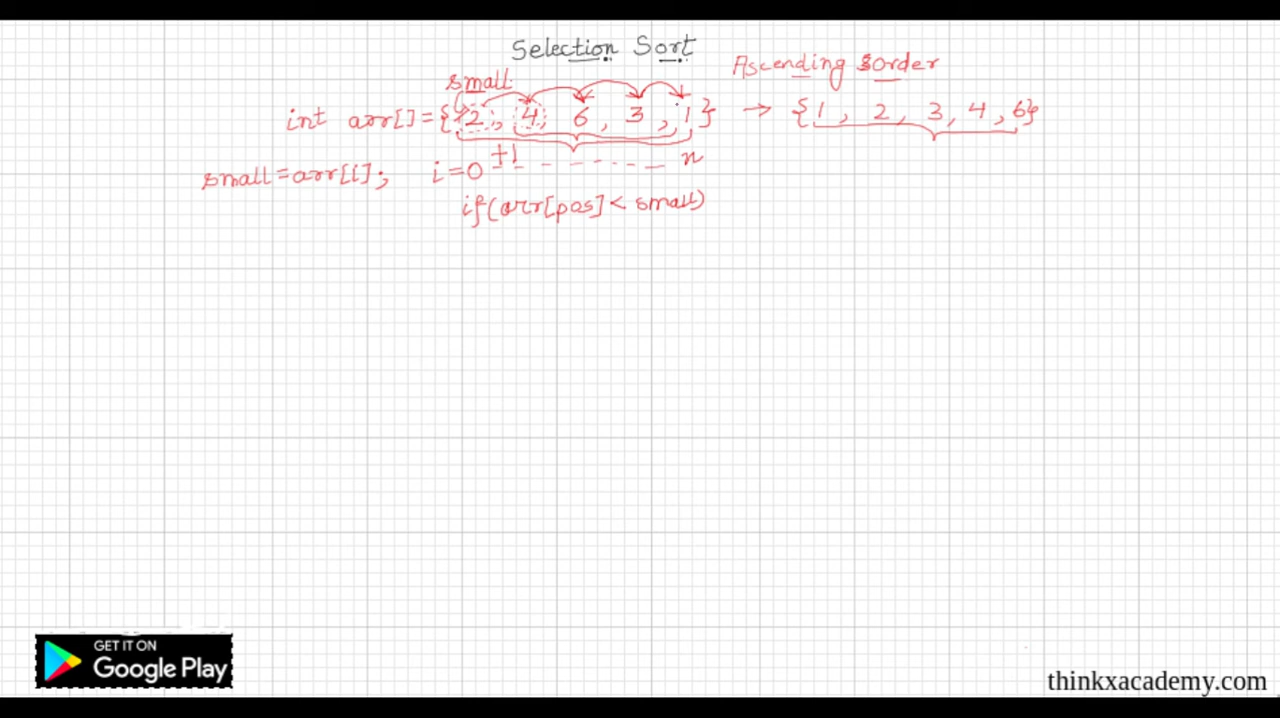 Selection Sort
Ascending order
small
int arr[]={2, 4, 6, 3, 1} → {1, 2, 3, 4, 6}
small=arr[i]; i=0 +1 - - - - - - n
if(arr[pos]< small)
GET IT ON
Google Play
thinkxacademy.com